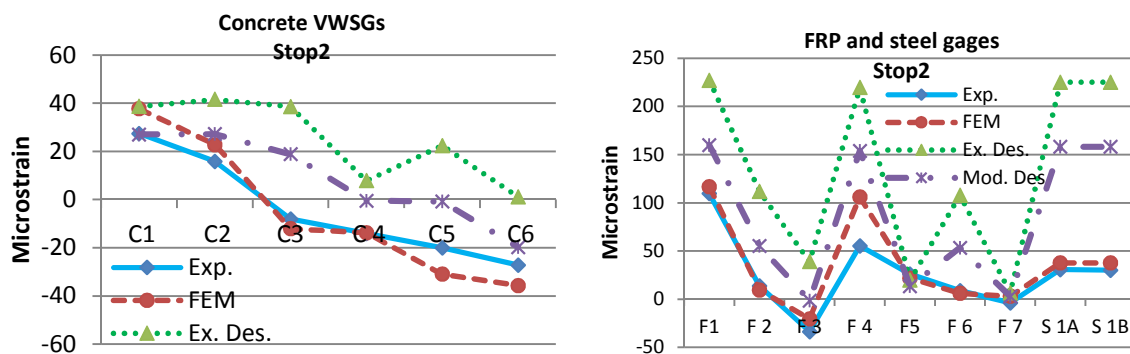 Concrete VWSGs
Stop2
Microstrain
60
40
20
0
-20
-40
-60
C1 C2 C3 C4 C5 C6
Exp.
FEM
Ex. Des.
FRP and steel gages
Stop2
Microstrain
250
200
150
100
50
0
-50
Exp.
FEM
Ex. Des.
Mod. Des
F1 F 2 F 3 F 4 F5 F 6 F 7 S 1A S 1B